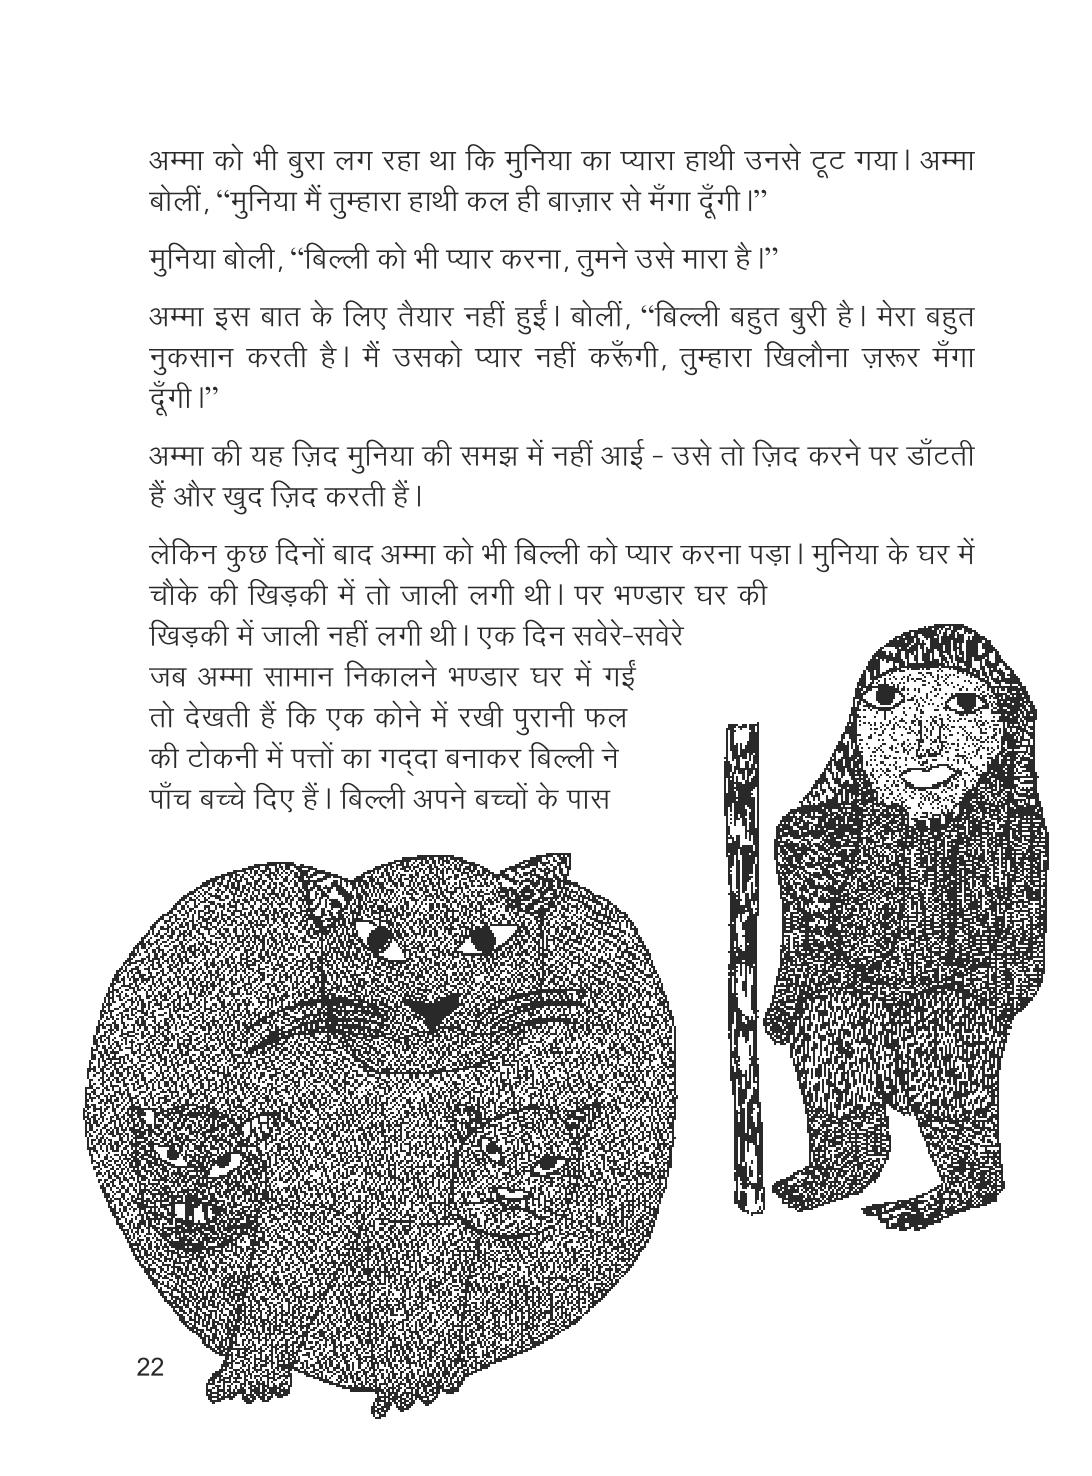 अम्मा को भी बुरा लग रहा था कि मुनिया का प्यारा हाथी उनसे टूट गया। अम्मा
बोलीं, “मुनिया मैं तुम्हारा हाथी कल ही बाज़ार से मँगा दूँगी।”
मुनिया बोली, “बिल्ली को भी प्यार करना, तुमने उसे मारा है।”
अम्मा इस बात के लिए तैयार नहीं हुईं। बोलीं, “बिल्ली बहुत बुरी है। मेरा बहुत
नुकसान करती है। मैं उसको प्यार नहीं करूँगी, तुम्हारा खिलौना ज़रूर मँगा
दूँगी।”
अम्मा की यह ज़िद मुनिया की समझ में नहीं आई - उसे तो ज़िद करने पर डाँटती
हैं और खुद ज़िद करती हैं।
लेकिन कुछ दिनों बाद अम्मा को भी बिल्ली को प्यार करना पड़ा। मुनिया के घर में
चौके की खिड़की में तो जाली लगी थी। पर भण्डार घर की
खिड़की में जाली नहीं लगी थी। एक दिन सवेरे-सवेरे
जब अम्मा सामान निकालने भण्डार घर में गईं
तो देखती हैं कि एक कोने में रखी पुरानी फल
की टोकनी में पत्तों का गद्दा बनाकर बिल्ली ने
पाँच बच्चे दिए हैं। बिल्ली अपने बच्चों के पास
22